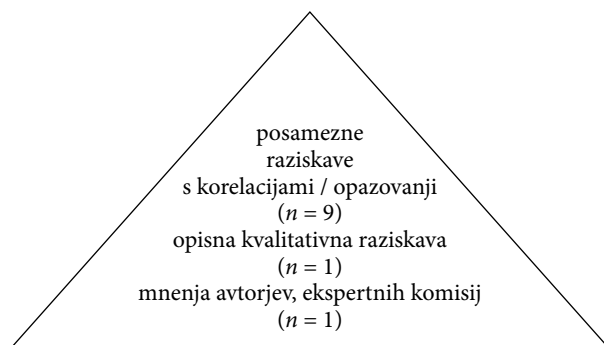 posamezne
raziskave
s korelacijami / opazovanji
(n = 9)
opisna kvalitativna raziskava
(n = 1)
mnenja avtorjev, ekspertnih komisij
(n = 1)